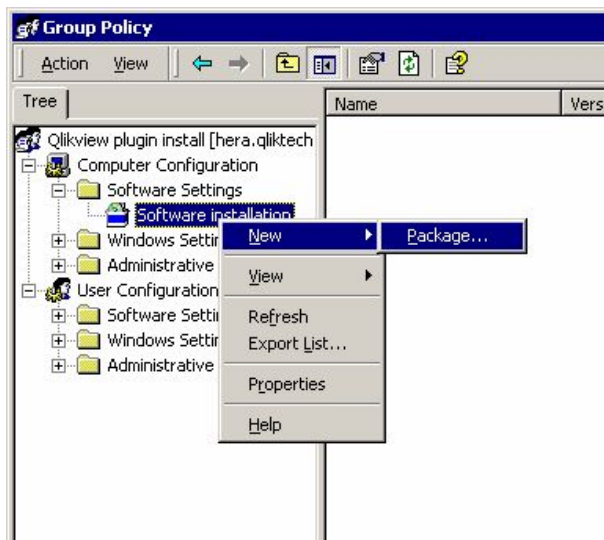 Group Policy
Action View
Tree
Name Vers
Qlikview plugin install [hera.qliktech
Computer Configuration
Software Settings
Software installation
New
Package...
Windows Settin
Administrative
View
User Configuration
Software Settin
Refresh
Windows Settin
Export List...
Administrative
Properties
Help